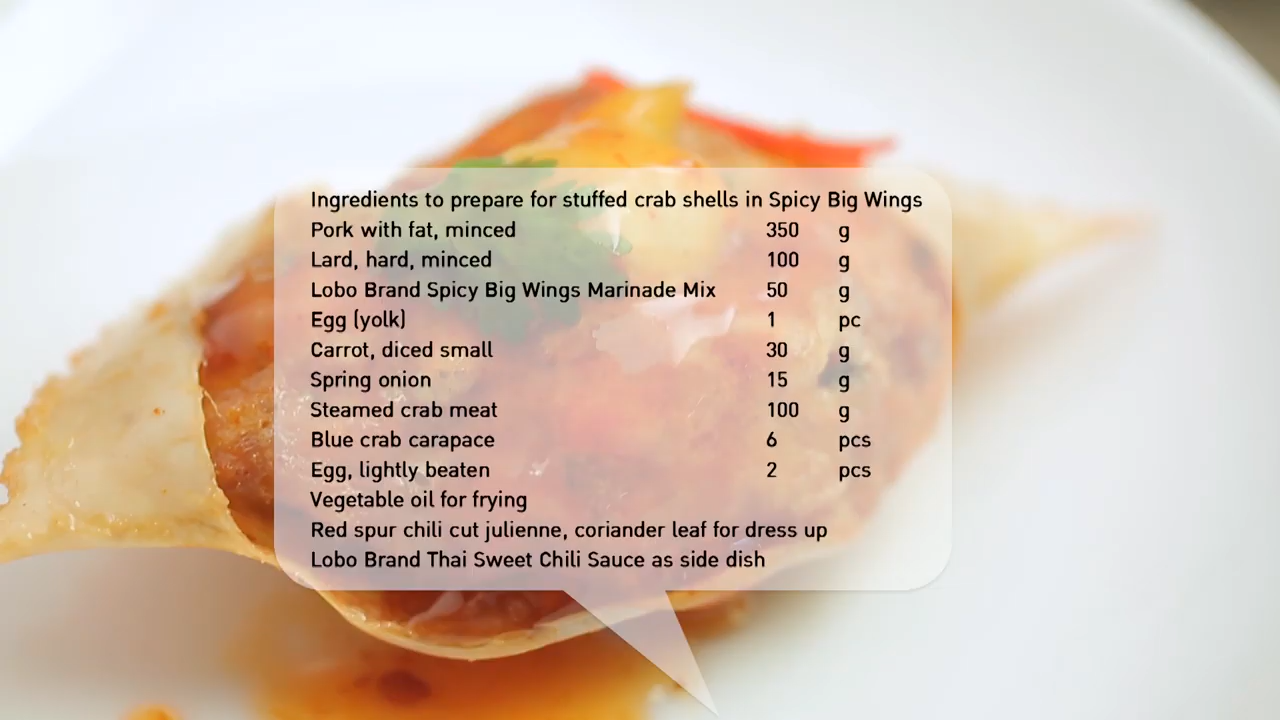 Ingredients to prepare for stuffed crab shells in Spicy Big Wings
Pork with fat, minced 350 g
Lard, hard, minced 100 g
Lobo Brand Spicy Big Wings Marinade Mix 50 g
Egg (yolk) 1 pc
Carrot, diced small 30 g
Spring onion 15 g
Steamed crab meat 100 g
Blue crab carapace 6 pcs
Egg, lightly beaten 2 pcs
Vegetable oil for frying
Red spur chili cut julienne, coriander leaf for dress up
Lobo Brand Thai Sweet Chili Sauce as side dish